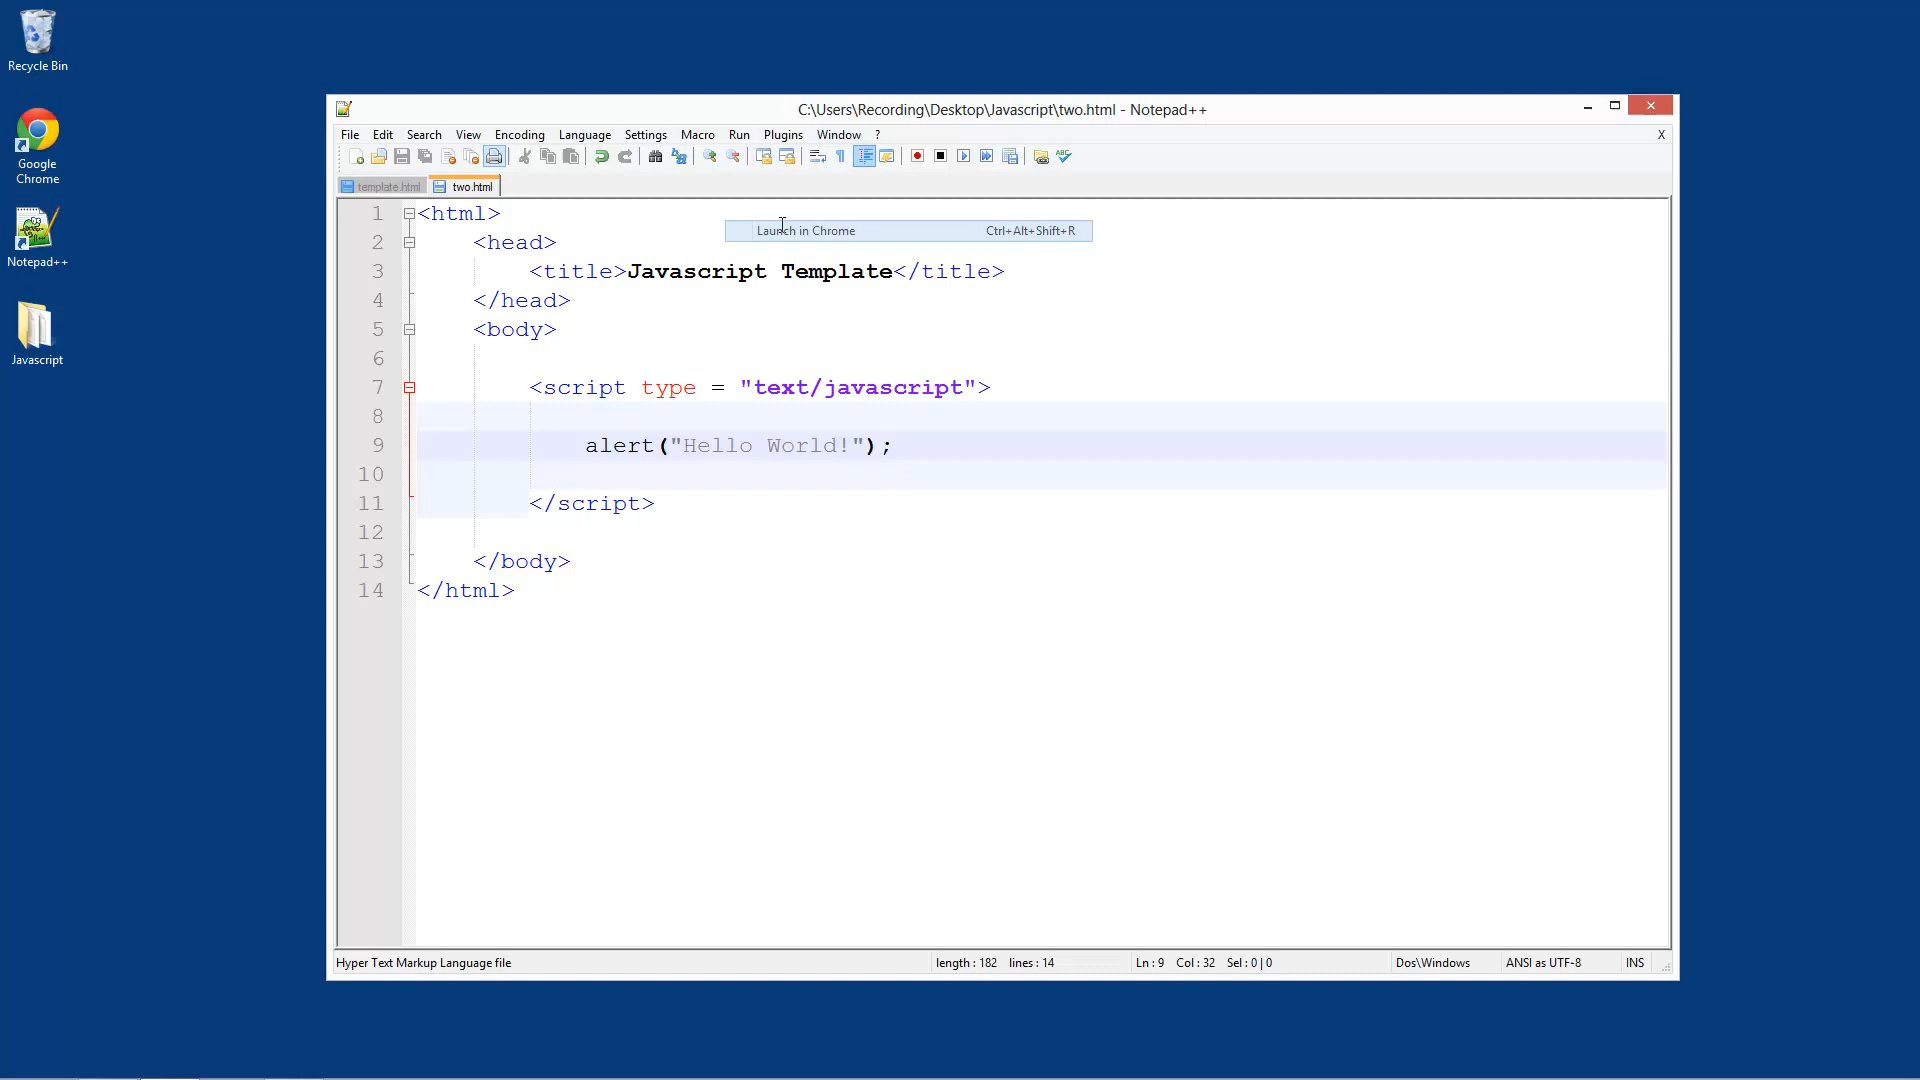 Recycle Bin
Google
Chrome
Notepad++
Javascript
C:\Users\Recording\Desktop\Javascript\two.html - Notepad++
File Edit Search View Encoding Language Settings Macro Run Plugins Window ? X
template.html two.html
Launch in Chrome Ctrl+Alt+Shift+R
1 <html>
2 <head>
3 <title>Javascript Template</title>
4 </head>
5 <body>
6
7 <script type = "text/javascript">
8
9 alert("Hello World!");
10
11 </script>
12
13 </body>
14 </html>
Hyper Text Markup Language file length : 182 lines : 14 Ln : 9 Col : 32 Sel : 0 | 0 Dos\Windows ANSI as UTF-8 INS